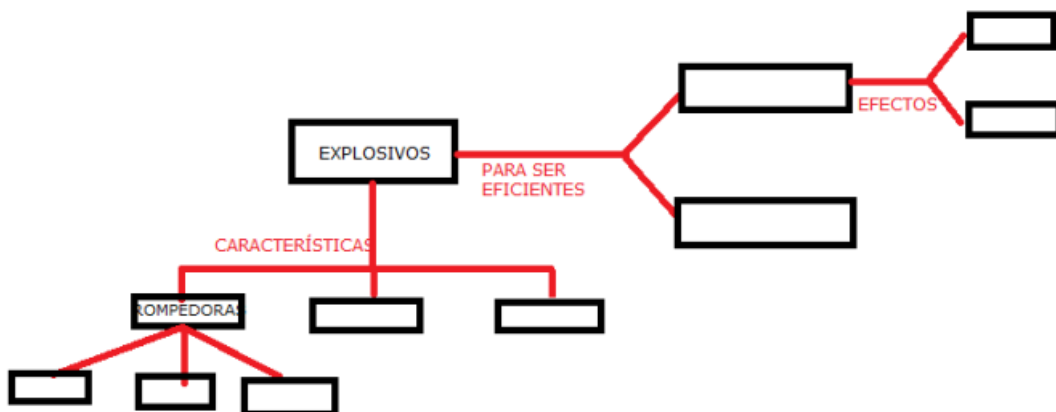 EFECTOS
EXPLOSIVOS
PARA SER
EFICIENTES
CARACTERÍSTICAS
ROMPEDORAS